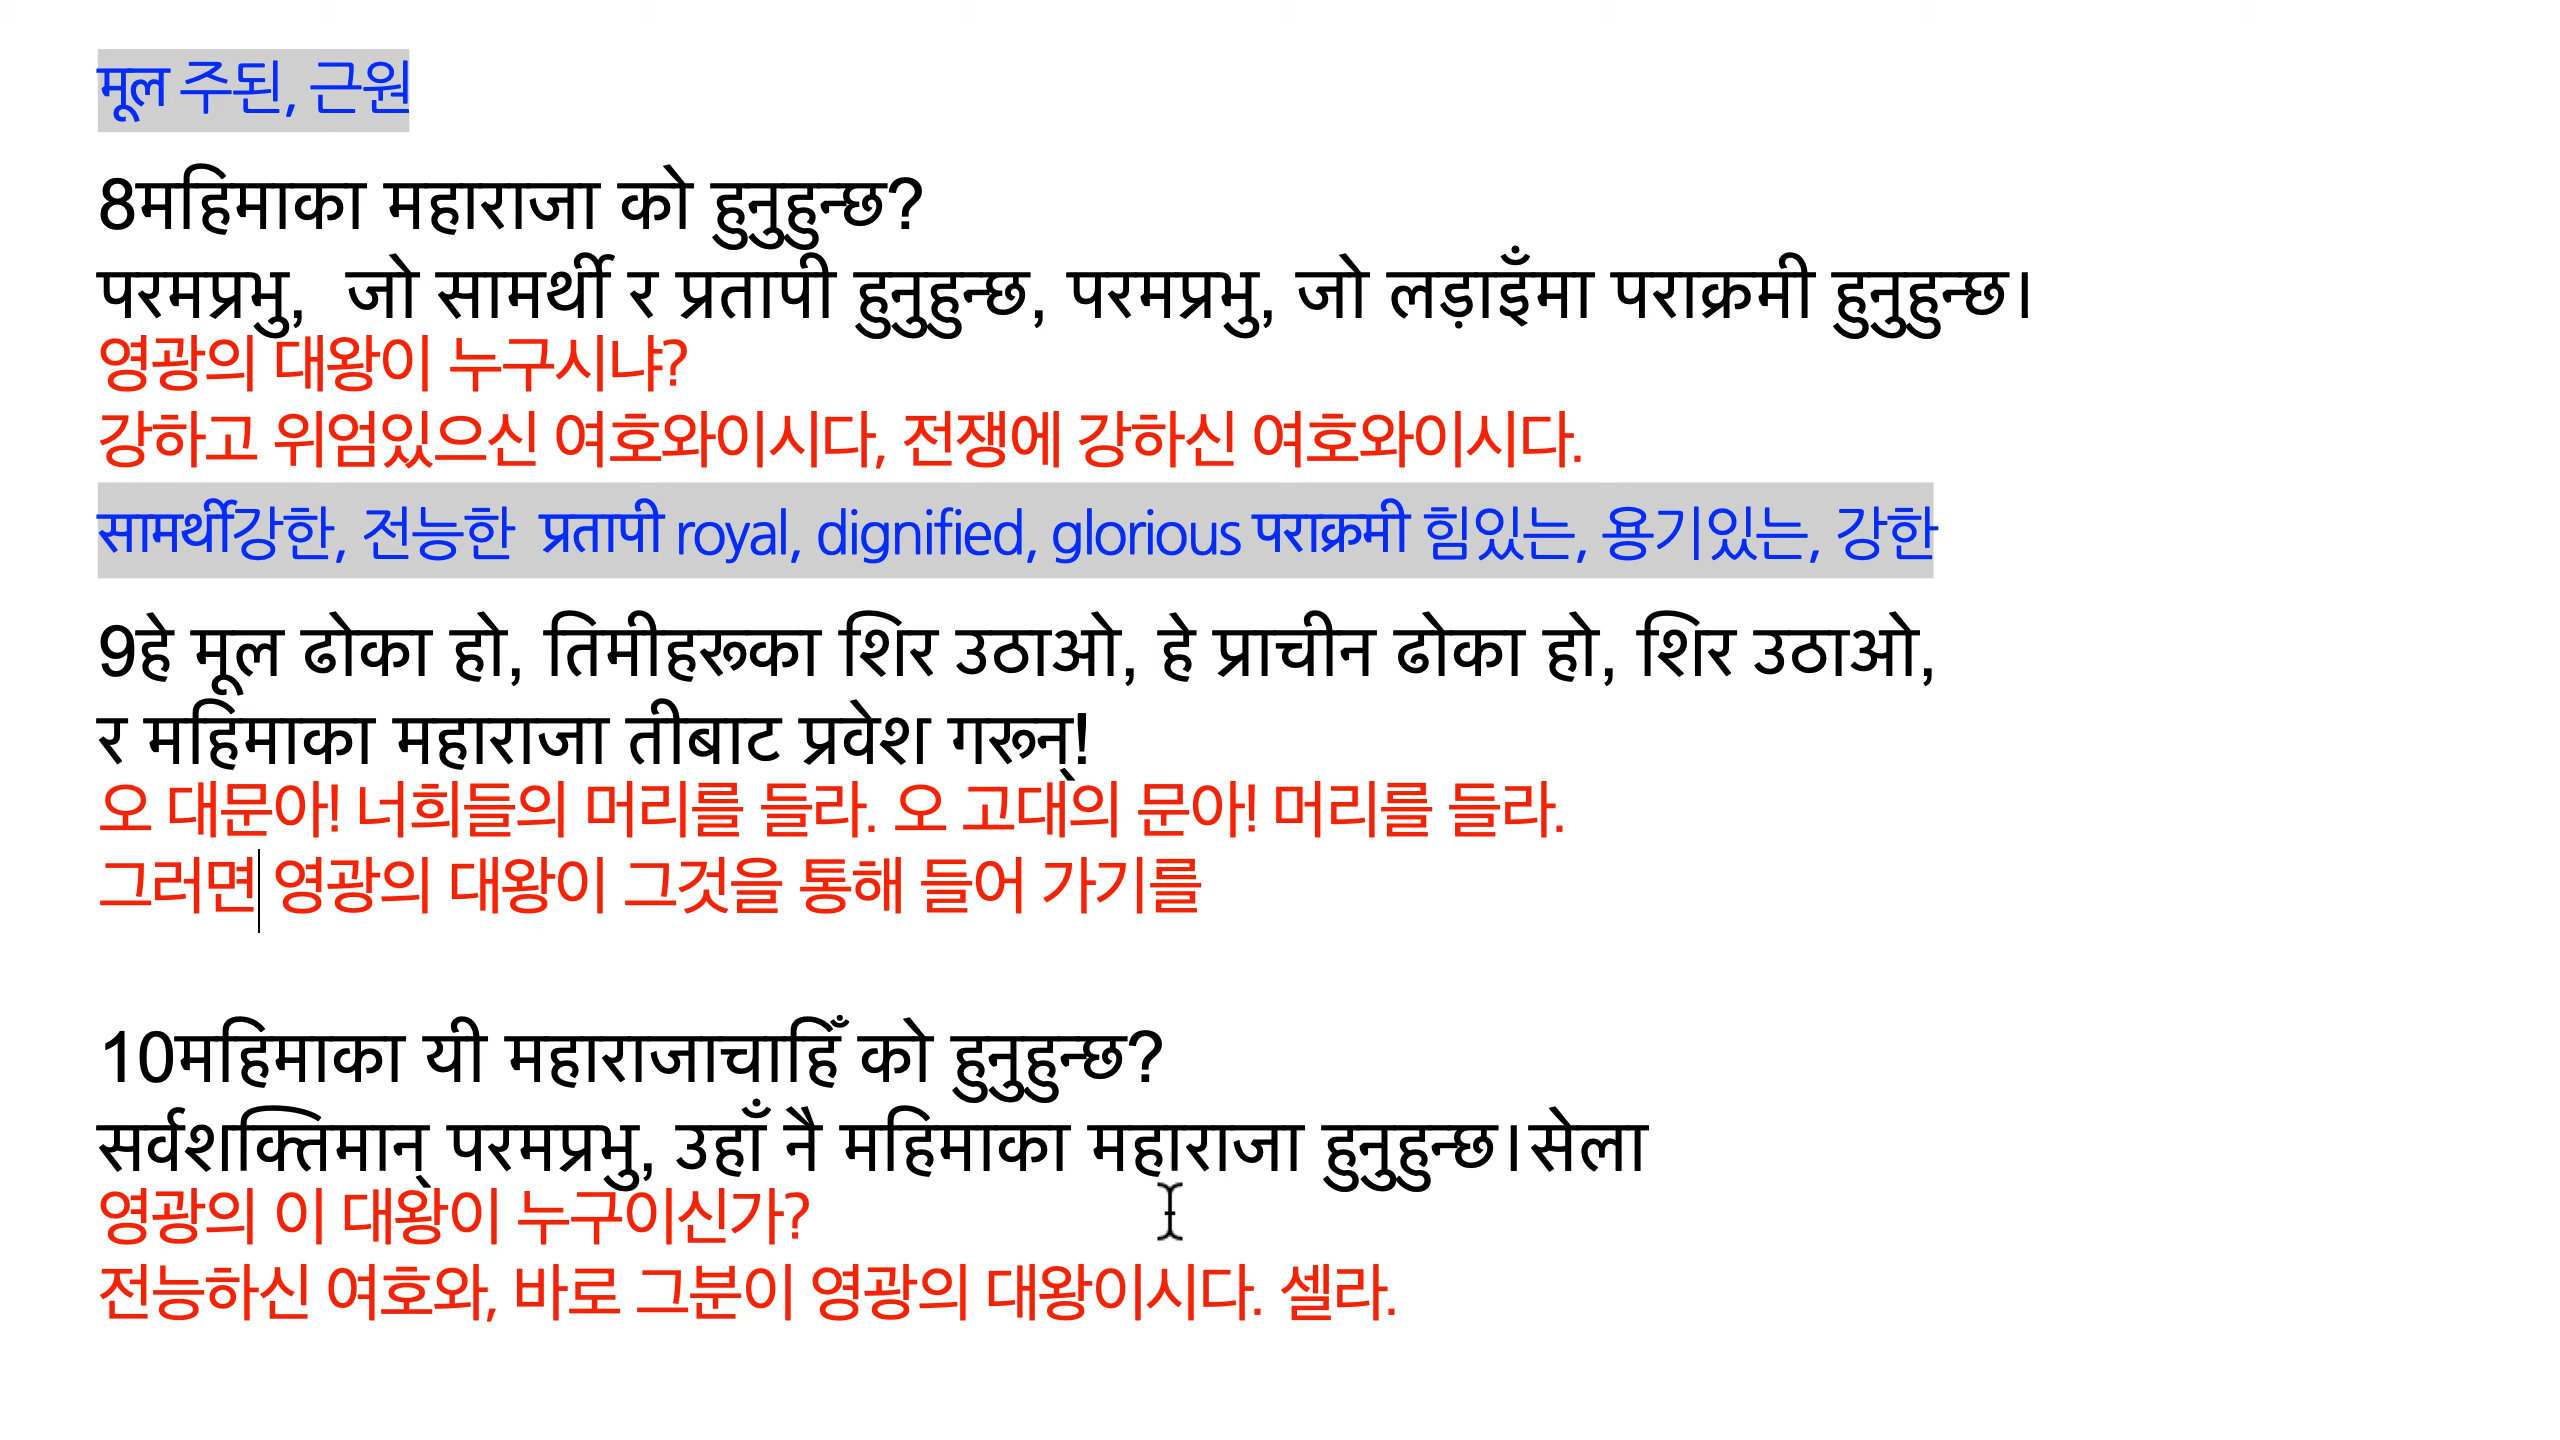 मूल 주된, 근원
8महिमाका महाराजा को हुनुहुन्छ?
परमप्रभु, जो सामर्थी र प्रतापी हुनुहुन्छ, परमप्रभु, जो लड़ाइँमा पराक्रमी हुनुहुन्छ।
영광의 대왕이 누구시냐?
강하고 위엄있으신 여호와이시다, 전쟁에 강하신 여호와이시다.
सामर्थी강한, 전능한 प्रतापी royal, dignified, glorious पराक्रमी 힘있는, 용기있는, 강한
9हे मूल ढोका हो, तिमीहरूका शिर उठाओ, हे प्राचीन ढोका हो, शिर उठाओ,
र महिमाका महाराजा तीबाट प्रवेश गरून्!
오 대문아! 너희들의 머리를 들라. 오 고대의 문아! 머리를 들라.
그러면 영광의 대왕이 그것을 통해 들어 가기를
10महिमाका यी महाराजाचाहिँ को हुनुहुन्छ?
सर्वशक्तिमान् परमप्रभु, उहाँ नै महिमाका महाराजा हुनुहुन्छ।सेला
영광의 이 대왕이 누구이신가?
전능하신 여호와, 바로 그분이 영광의 대왕이시다. 셀라.